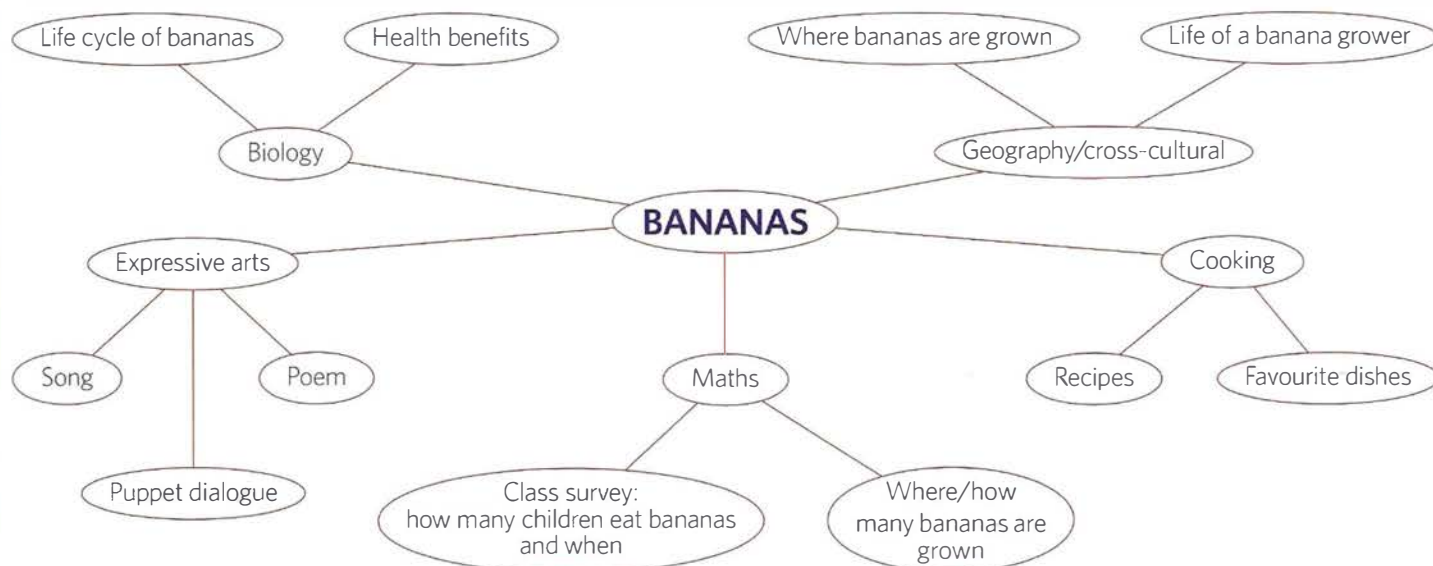 Life cycle of bananas
Health benefits
Where bananas are grown
Life of a banana grower
Biology
Geography/cross-cultural
BANANAS
Expressive arts
Cooking
Song
Poem
Maths
Recipes
Favourite dishes
Puppet dialogue
Class survey:
how many children eat bananas
and when
Where/how
many bananas are
grown